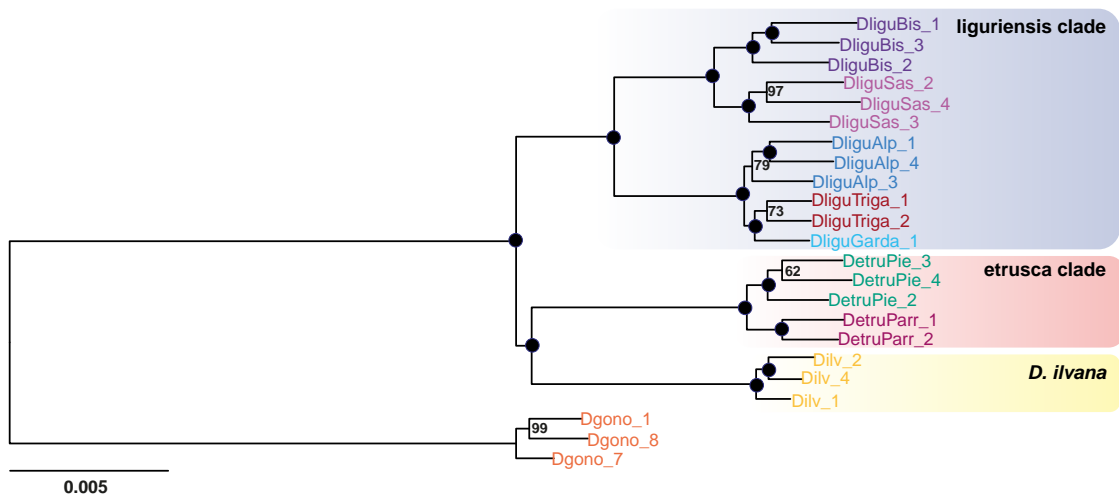 DliguBis_1
liguriensis clade
DliguBis_3
DliguBis_2
DliguSas_2
97
DliguSas_4
DliguSas_3
DliguAlp_1
79
DliguAlp_4
DliguAlp_3
DliguTriga_1
73
DliguTriga_2
DliguGarda_1
DetruPie_3
etrusca clade
62
DetruPie_4
DetruPie_2
DetruParr_1
DetruParr_2
Dilv_2
D. ilvana
Dilv_4
Dilv_1
Dgono_1
99
Dgono_8
Dgono_7
0.005